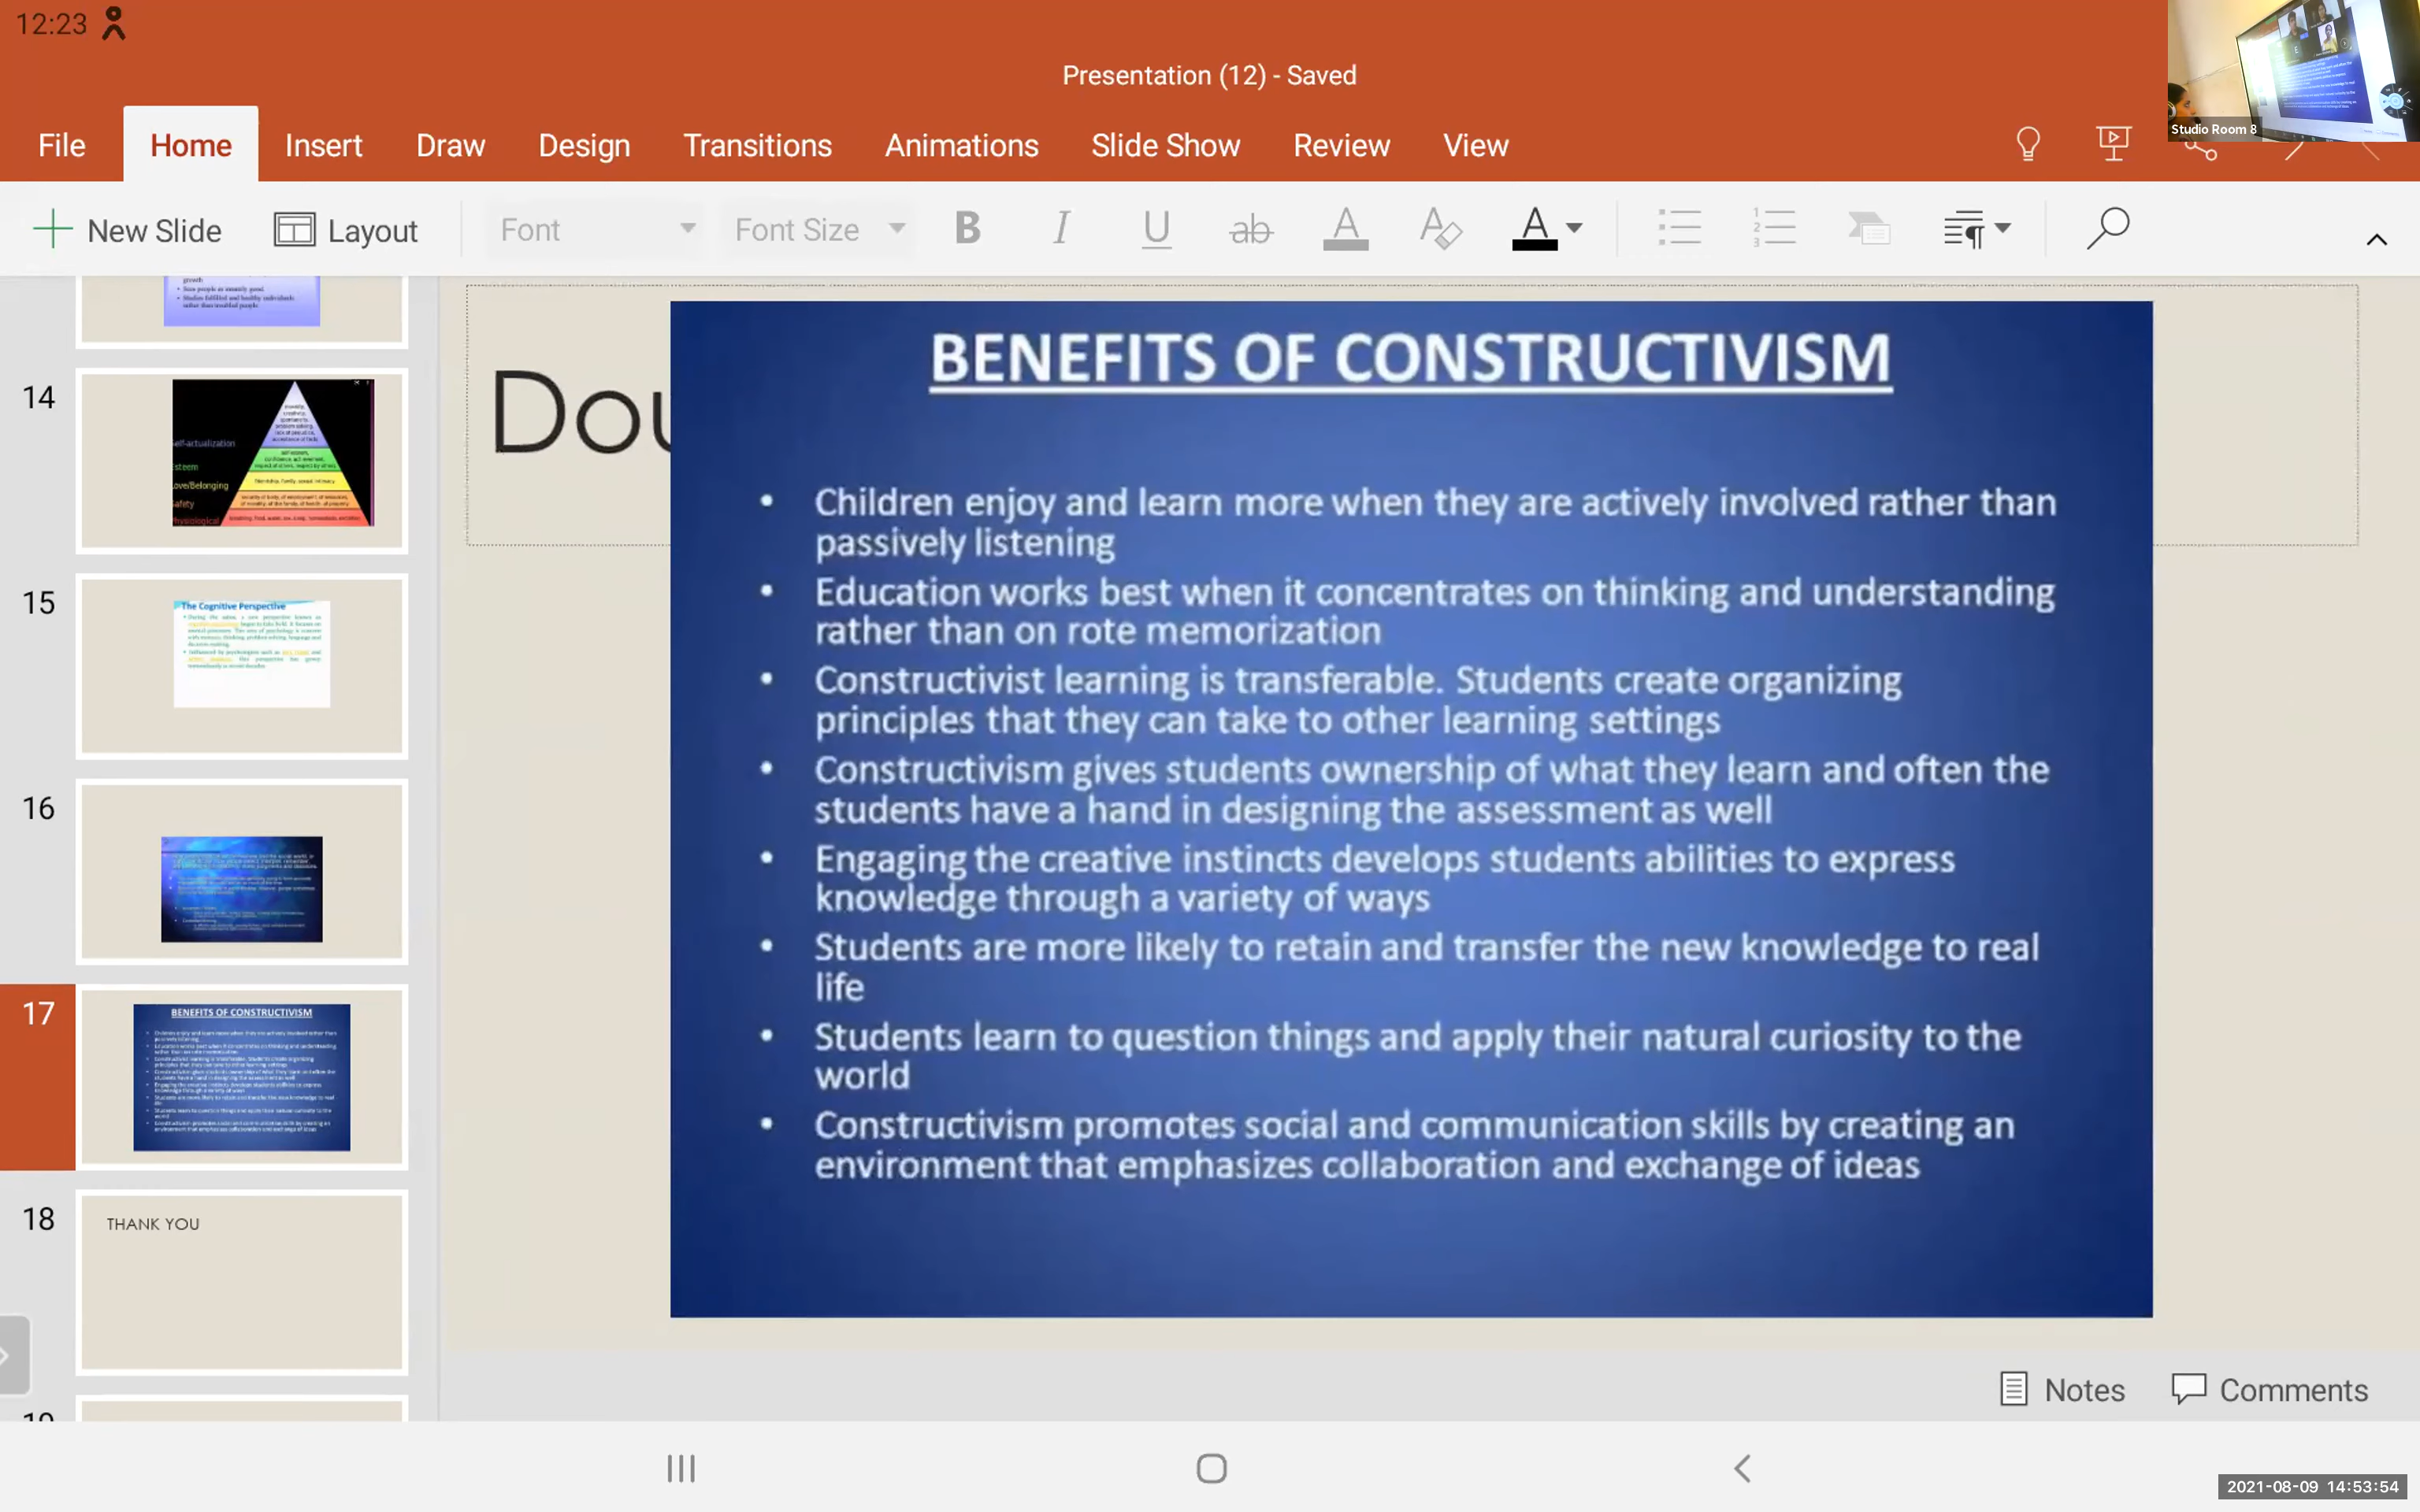 12:23
Presentation (12) - Saved
File Home Insert Draw Design Transitions Animations Slide Show Review View
Studio Room 8
New Slide Layout Font Font Size B I U ab A A A
growth
14
Esteem
Love/Belonging
15
The Cognitive Perspective
16
17
BENEFITS OF CONSTRUCTIVISM
18
THANK YOU
Dou
BENEFITS OF CONSTRUCTIVISM
• Children enjoy and learn more when they are actively involved rather than
passively listening
• Education works best when it concentrates on thinking and understanding
rather than on rote memorization
• Constructivist learning is transferable. Students create organizing
principles that they can take to other learning settings
• Constructivism gives students ownership of what they learn and often the
students have a hand in designing the assessment as well
• Engaging the creative instincts develops students abilities to express
knowledge through a variety of ways
• Students are more likely to retain and transfer the new knowledge to real
life
• Students learn to question things and apply their natural curiosity to the
world
• Constructivism promotes social and communication skills by creating an
environment that emphasizes collaboration and exchange of ideas
Notes Comments
2021-08-09 14:53:54